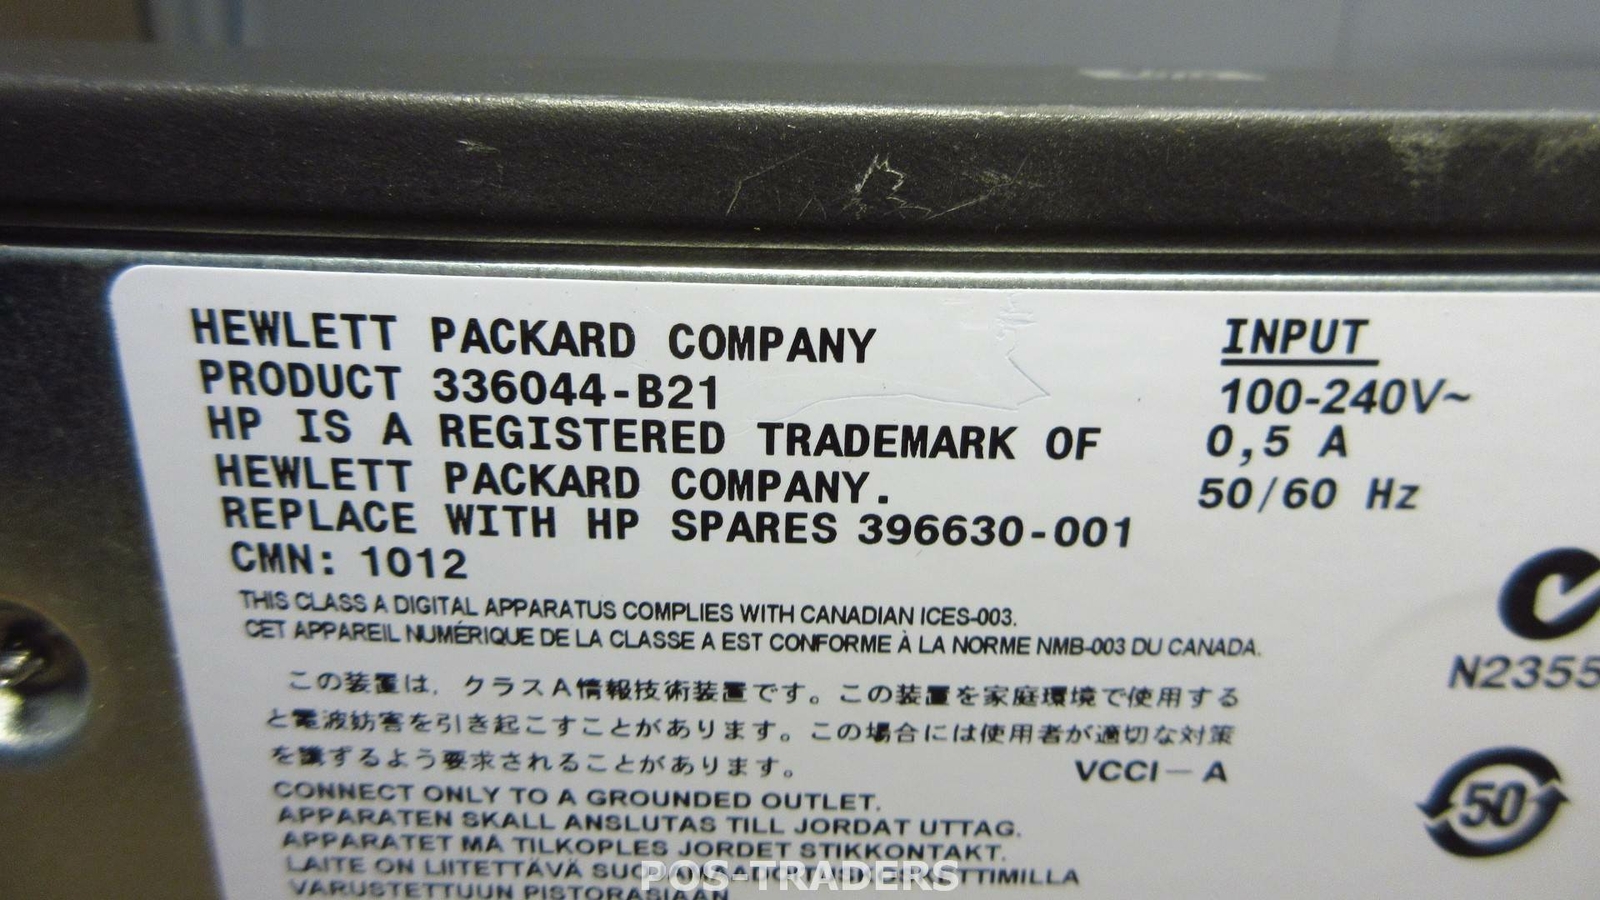 HEWLETT PACKARD COMPANY
PRODUCT 336044-B21
HP IS A REGISTERED TRADEMARK OF
HEWLETT PACKARD COMPANY.
REPLACE WITH HP SPARES 396630-001
CMN: 1012
INPUT
100-240V~
0,5 A
50/60 Hz
N2355
THIS CLASS A DIGITAL APPARATUS COMPLIES WITH CANADIAN ICES-003.
CET APPAREIL NUMÉRIQUE DE LA CLASSE A EST CONFORME À LA NORME NMB-003 DU CANADA.
この装置は、クラスA情報技術装置です。この装置を家庭環境で使用する
と電波妨害を引き起こすことがあります。この場合には使用者が適切な対策
を講ずるよう要求されることがあります。
VCCI-A
50
CONNECT ONLY TO A GROUNDED OUTLET.
APPARATEN SKALL ANSLUTAS TILL JORDAT UTTAG.
APPARATET MÅ TILKOPLES JORDET STIKKONTAKT.
LAITE ON LIITETTÄVÄ
VARUSTETTUUN PISTORASIAAN
POS-TRADERS